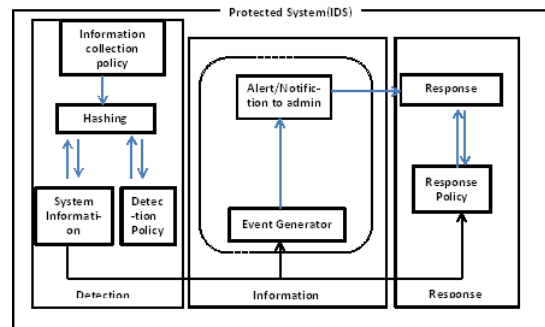 Protected System(IDS)
Information
collection
policy
Hashing
System
Informati-
on
Detec
-tion
Policy
Detection
Alert/Notific
tion to admin
Event Generator
Information
Response
Response
Policy
Response